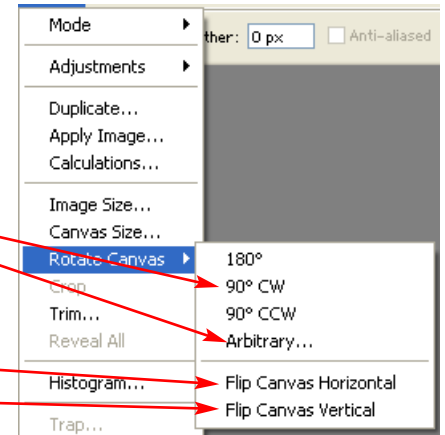 Mode
ther: 0 px Anti-aliased
Adjustments
Duplicate...
Apply Image...
Calculations...
Image Size...
Canvas Size...
Rotate Canvas
Crop
Trim...
Reveal All
Histogram...
Trap...
180°
90° CW
90° CCW
Arbitrary...
Flip Canvas Horizontal
Flip Canvas Vertical